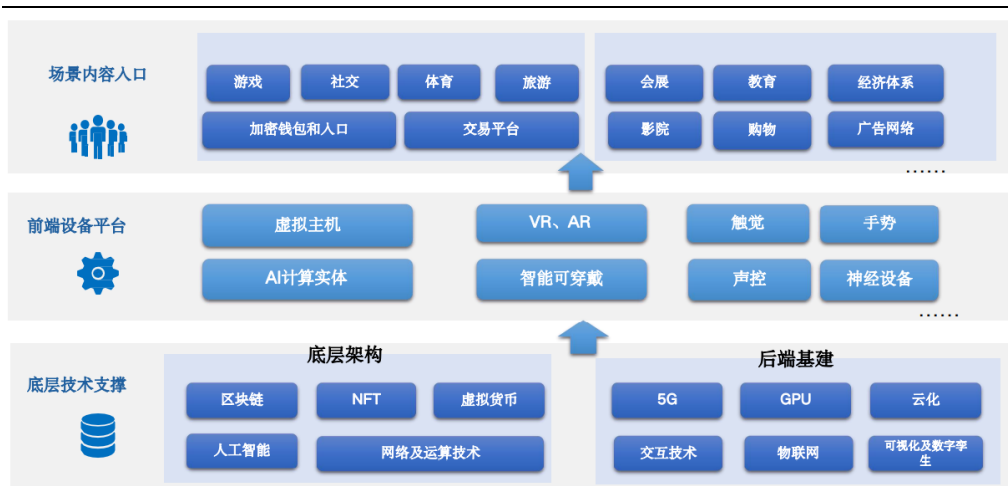 场景内容入口
游戏
社交
体育
旅游
会展
教育
经济体系
加密钱包和人口
交易平台
影院
购物
广告网络
……
前端设备平台
虚拟主机
VR、AR
触觉
手势
AI计算实体
智能可穿戴
声控
神经设备
……
底层架构
后端基建
底层技术支撑
区块链
NFT
虚拟货币
5G
GPU
云化
人工智能
网络及运算技术
交互技术
物联网
可视化及数字孪
生